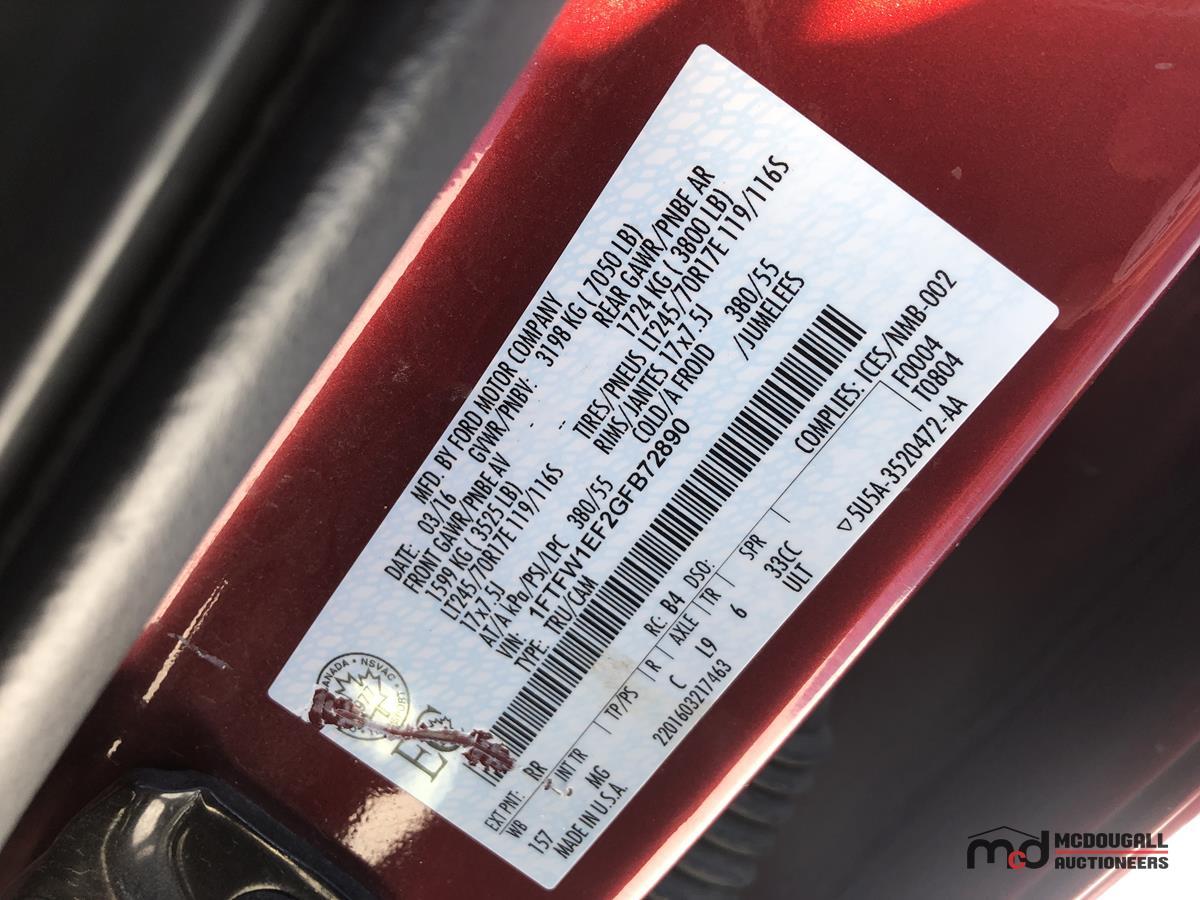 MFD. BY FORD MOTOR COMPANY
DATE: 03/16 GVWR/PNBV: 3198 KG ( 7050 LB)
FRONT GAWR/PNBE AV REAR GAWR/PNBE AR
1599 KG ( 3525 LB) 1724 KG ( 3800 LB)
LT245/70R17E 119/116S TIRES/PNEUS LT245/70R17E 119/116S
17x7.5J RIMS/JANTES 17x7.5J
AT/A kPa/PSI/LPC 380/55 COLD/A FROID 380/55
VIN: 1FTFW1EF2GFB72890 /JUMELEES
TYPE: TRU/CAM
COMPLIES: ICES/NMB-002
EXT PNT: RR RC: B4 DSO: F0004
WB INT TR TP/PS R AXLE TR SPR T0804
157 MG C L9 6 33CC
ULT
MADE IN U.S.A. 2201603217463 5U5A-3520472-AA
CANADA • NSVAC
EC
mcd MCDOUGALL
AUCTIONEERS